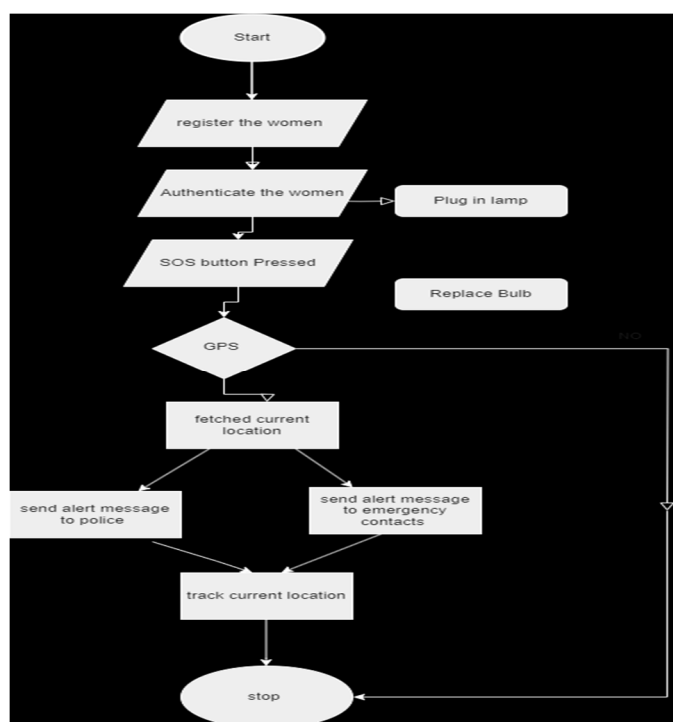 Start
register the women
Authenticate the women
Plug in lamp
SOS button Pressed
Replace Bulb
GPS
NO
fetched current
location
send alert message
to police
send alert message
to emergency
contacts
track current location
stop